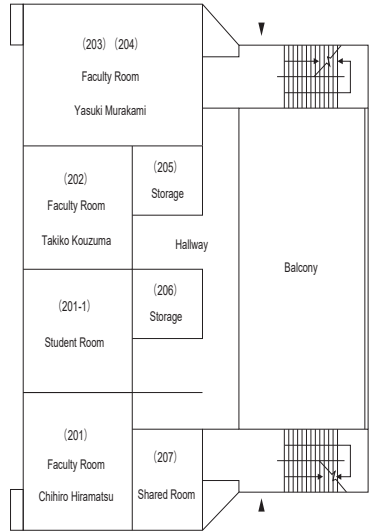 (203) (204)
Faculty Room
Yasuki Murakami
(202)
Faculty Room
Takiko Kouzuma
(205)
Storage
Hallway
Balcony
(206)
Storage
(201-1)
Student Room
(201)
Faculty Room
Chihiro Hiramatsu
(207)
Shared Room